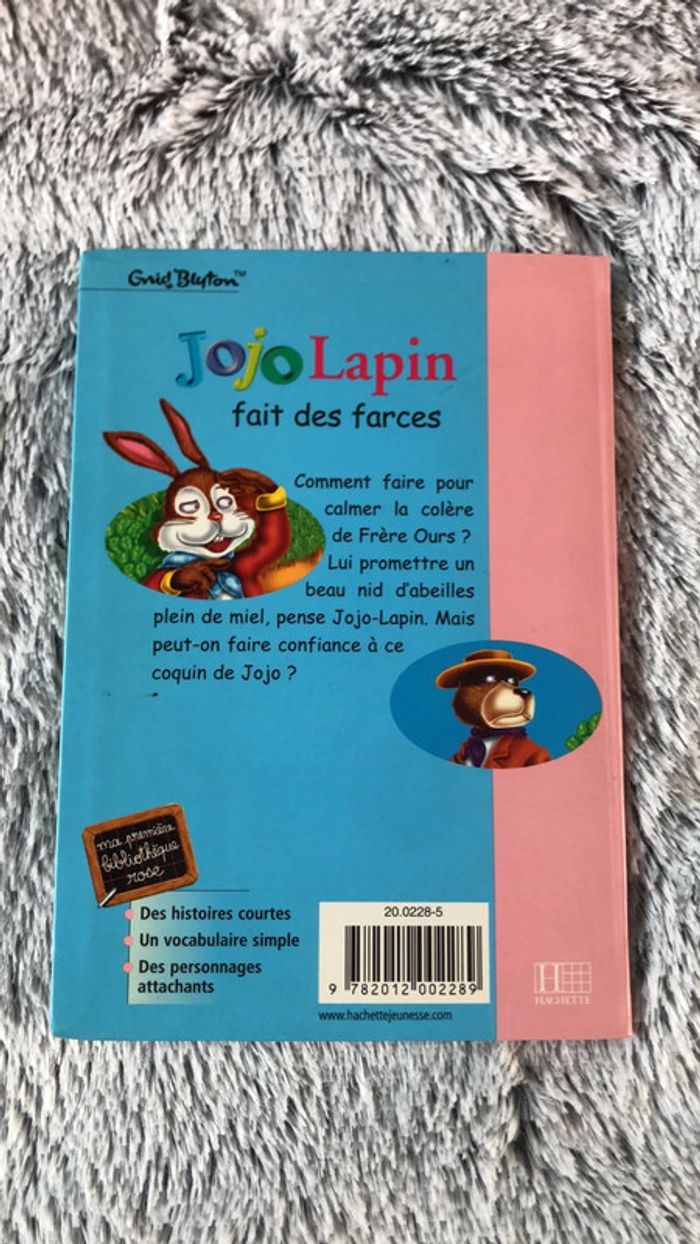 Enid Blyton™
Jojo Lapin
fait des farces
Comment faire pour
calmer la colère
de Frère Ours ?
Lui promettre un
beau nid d'abeilles
plein de miel, pense Jojo-Lapin. Mais
peut-on faire confiance à ce
coquin de Jojo ?
ma première
bibliothèque
rose
Des histoires courtes
Un vocabulaire simple
Des personnages
attachants
20.0228-5
9 782012 002289
www.hachettejeunesse.com
H
HACHETTE